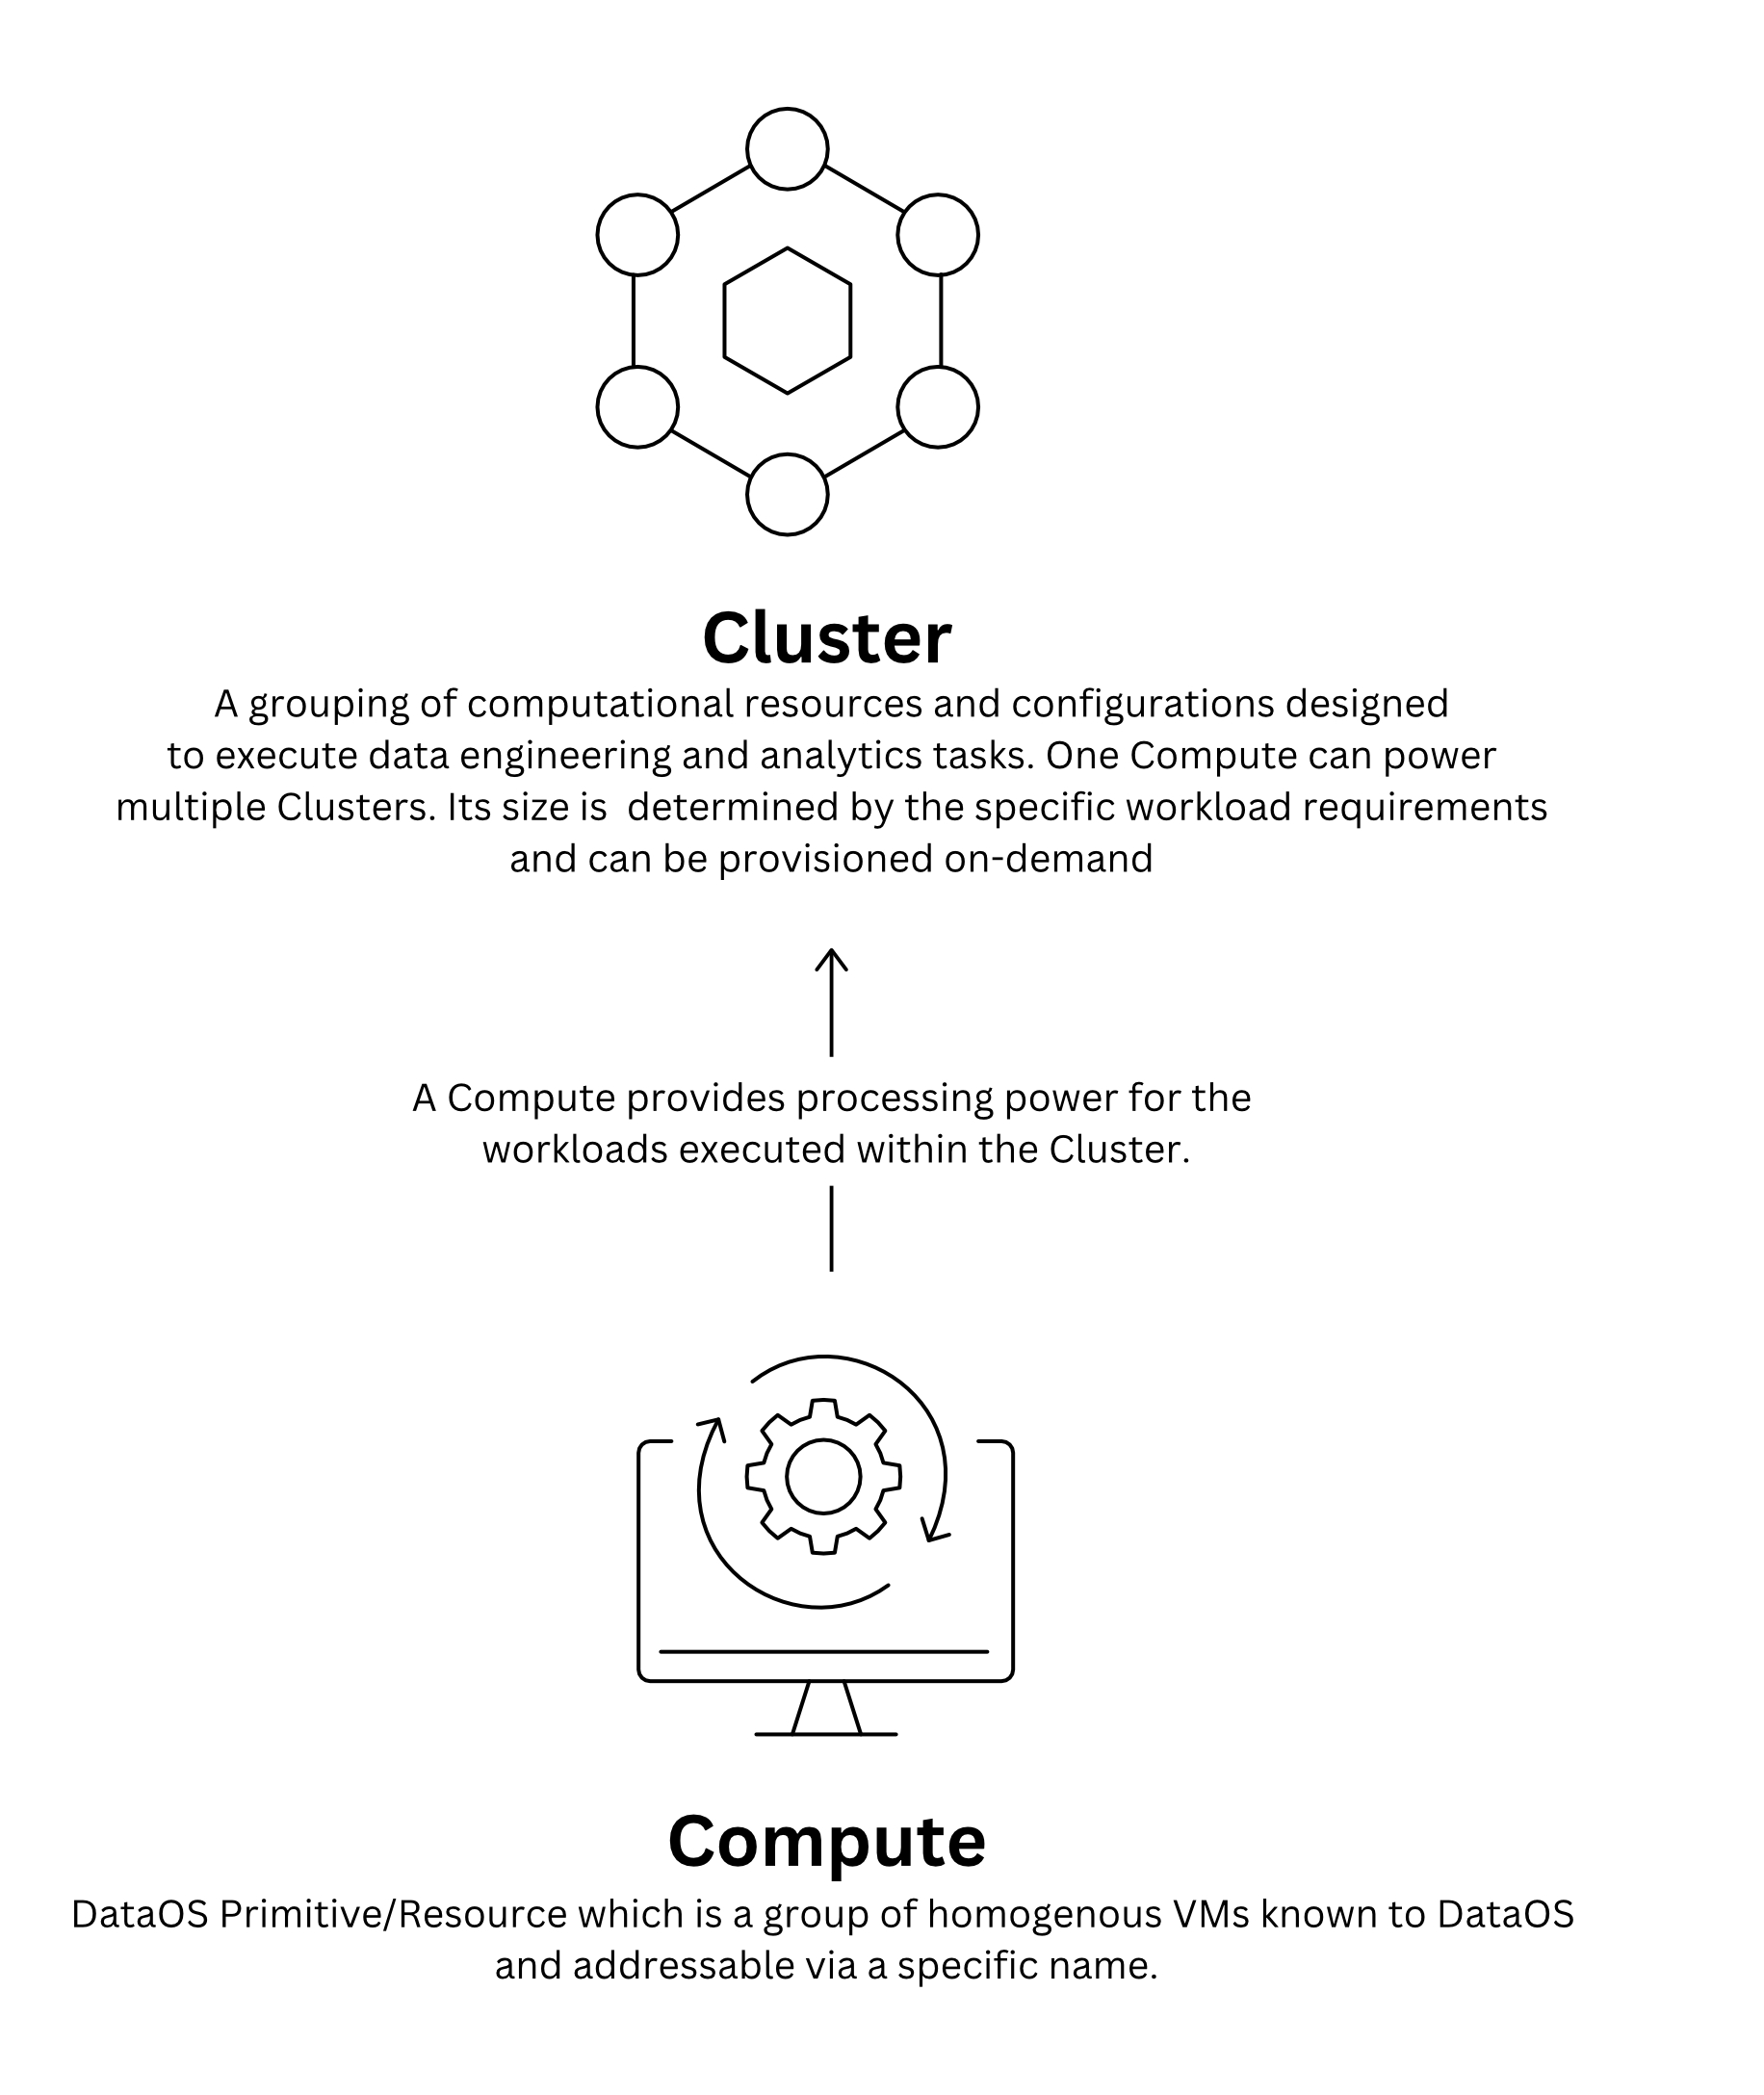 Cluster
A grouping of computational resources and configurations designed
to execute data engineering and analytics tasks. One Compute can power
multiple Clusters. Its size is  determined by the specific workload requirements
and can be provisioned on-demand
A Compute provides processing power for the
workloads executed within the Cluster.
Compute
DataOS Primitive/Resource which is a group of homogenous VMs known to DataOS
and addressable via a specific name.